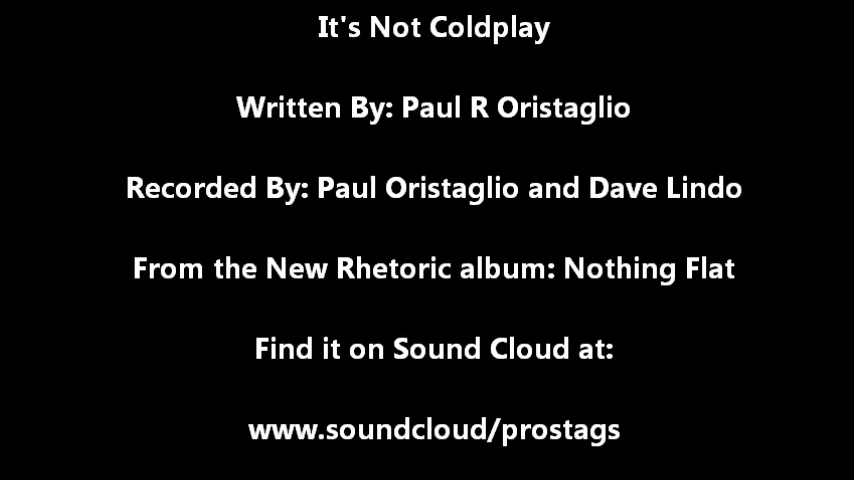 It's Not Coldplay
Written By: Paul R Oristaglio
Recorded By: Paul Oristaglio and Dave Lindo
From the New Rhetoric album: Nothing Flat
Find it on Sound Cloud at:
www.soundcloud/prostags